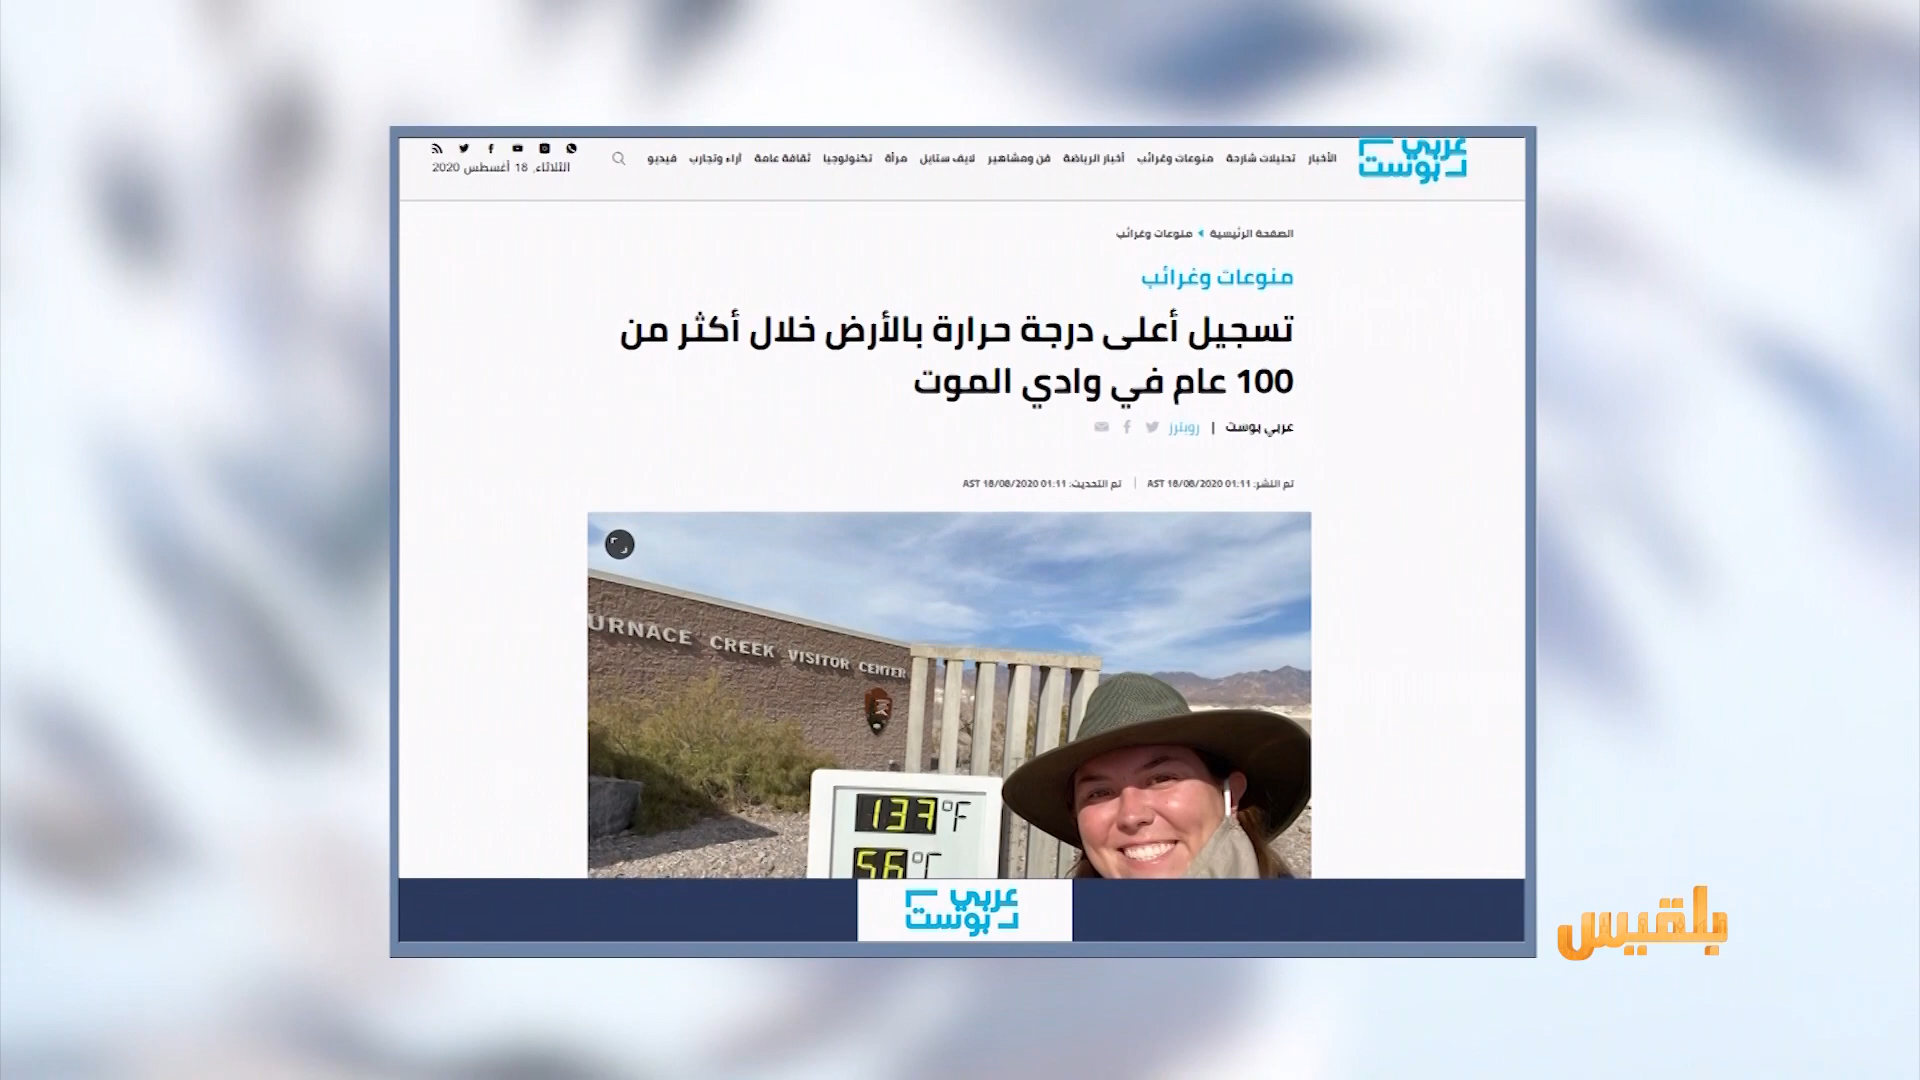 عربي بوست
الأخبار تحليلات شارحة منوعات وغرائب أخبار الرياضة فن ومشاهير لايف ستايل مرأة تكنولوجيا ثقافة عامة آراء وتجارب فيديو
الثلاثاء, 18 أغسطس 2020
الصفحة الرئيسية منوعات وغرائب
منوعات وغرائب
تسجيل أعلى درجة حرارة بالأرض خلال أكثر من
100 عام في وادي الموت
عربي بوست | رويترز
تم النشر: 01:11 18/08/2020 AST | تم التحديث: 01:11 18/08/2020 AST
URNACE CREEK VISITOR CENTER
137°F
56°C
عربي بوست
بلقيس